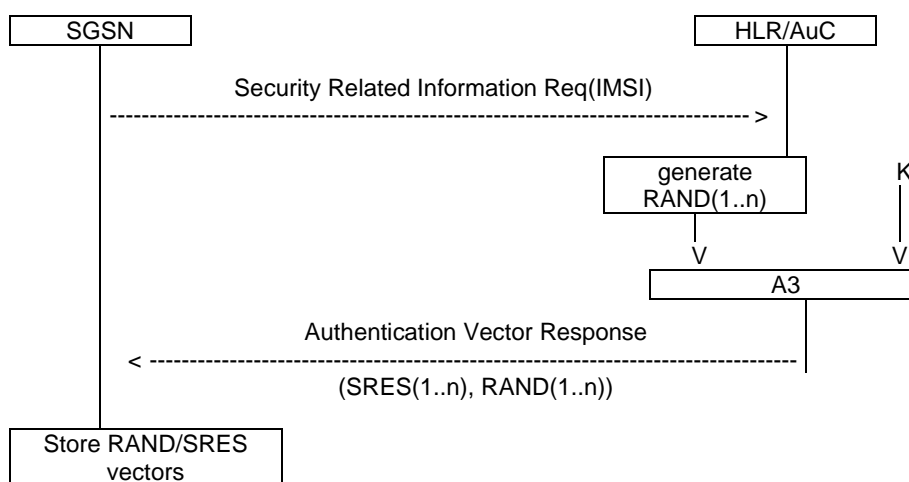 SGSN
HLR/AuC
Security Related Information Req(IMSI)
---------------------------------------------------------------------------------- >
generate
RAND(1..n)
K
V
V
A3
Authentication Vector Response
< ----------------------------------------------------------------------------------
(SRES(1..n), RAND(1..n))
Store RAND/SRES
vectors